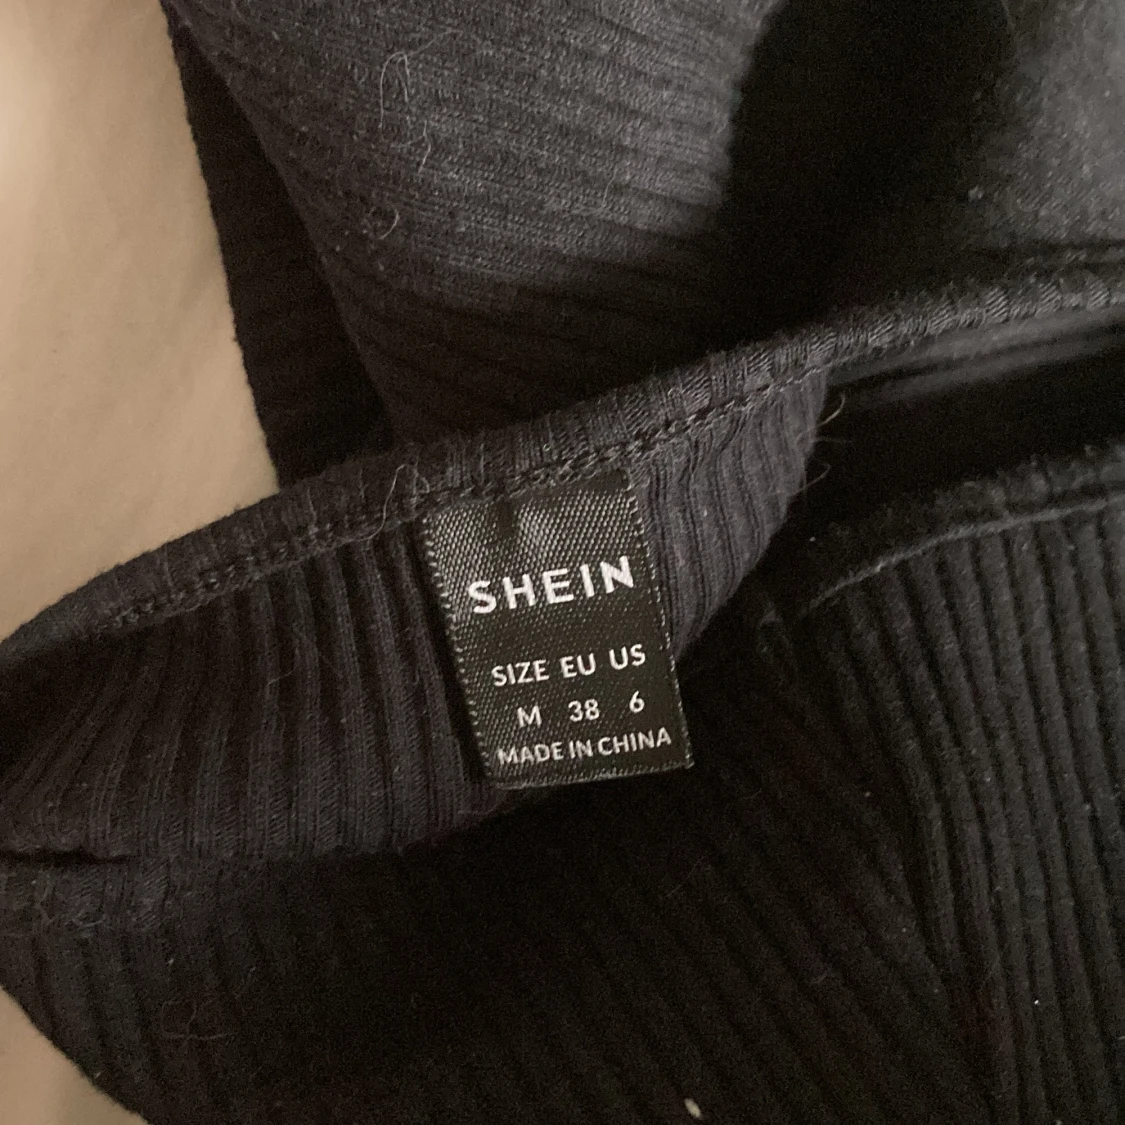 SHEIN
SIZE EU US
M 38 6
MADE IN CHINA